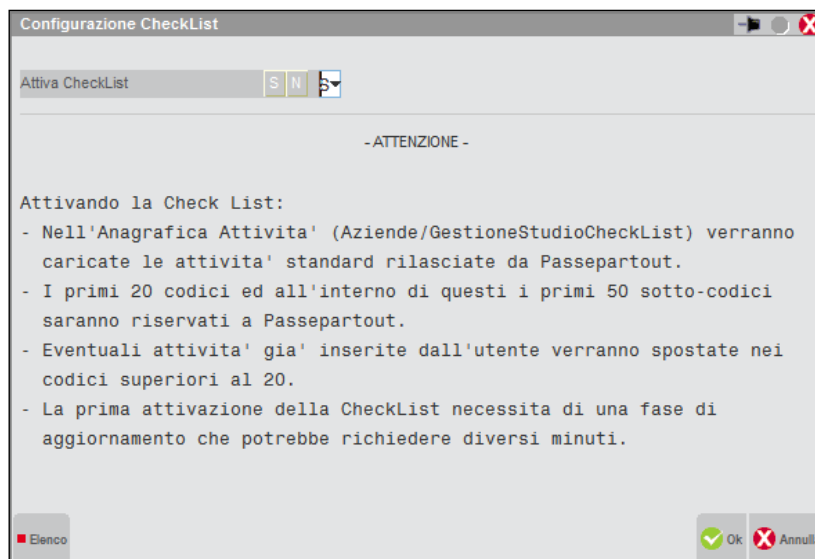 Configurazione CheckList
Attiva CheckList S N S
- ATTENZIONE -
Attivando la Check List:
- Nell'Anagrafica Attivita' (Aziende/GestioneStudioCheckList) verranno
caricate le attivita' standard rilasciate da Passepartout.
- I primi 20 codici ed all'interno di questi i primi 50 sotto-codici
saranno riservati a Passepartout.
- Eventuali attivita' gia' inserite dall'utente verranno spostate nei
codici superiori al 20.
- La prima attivazione della CheckList necessita di una fase di
aggiornamento che potrebbe richiedere diversi minuti.
Elenco Ok Annull